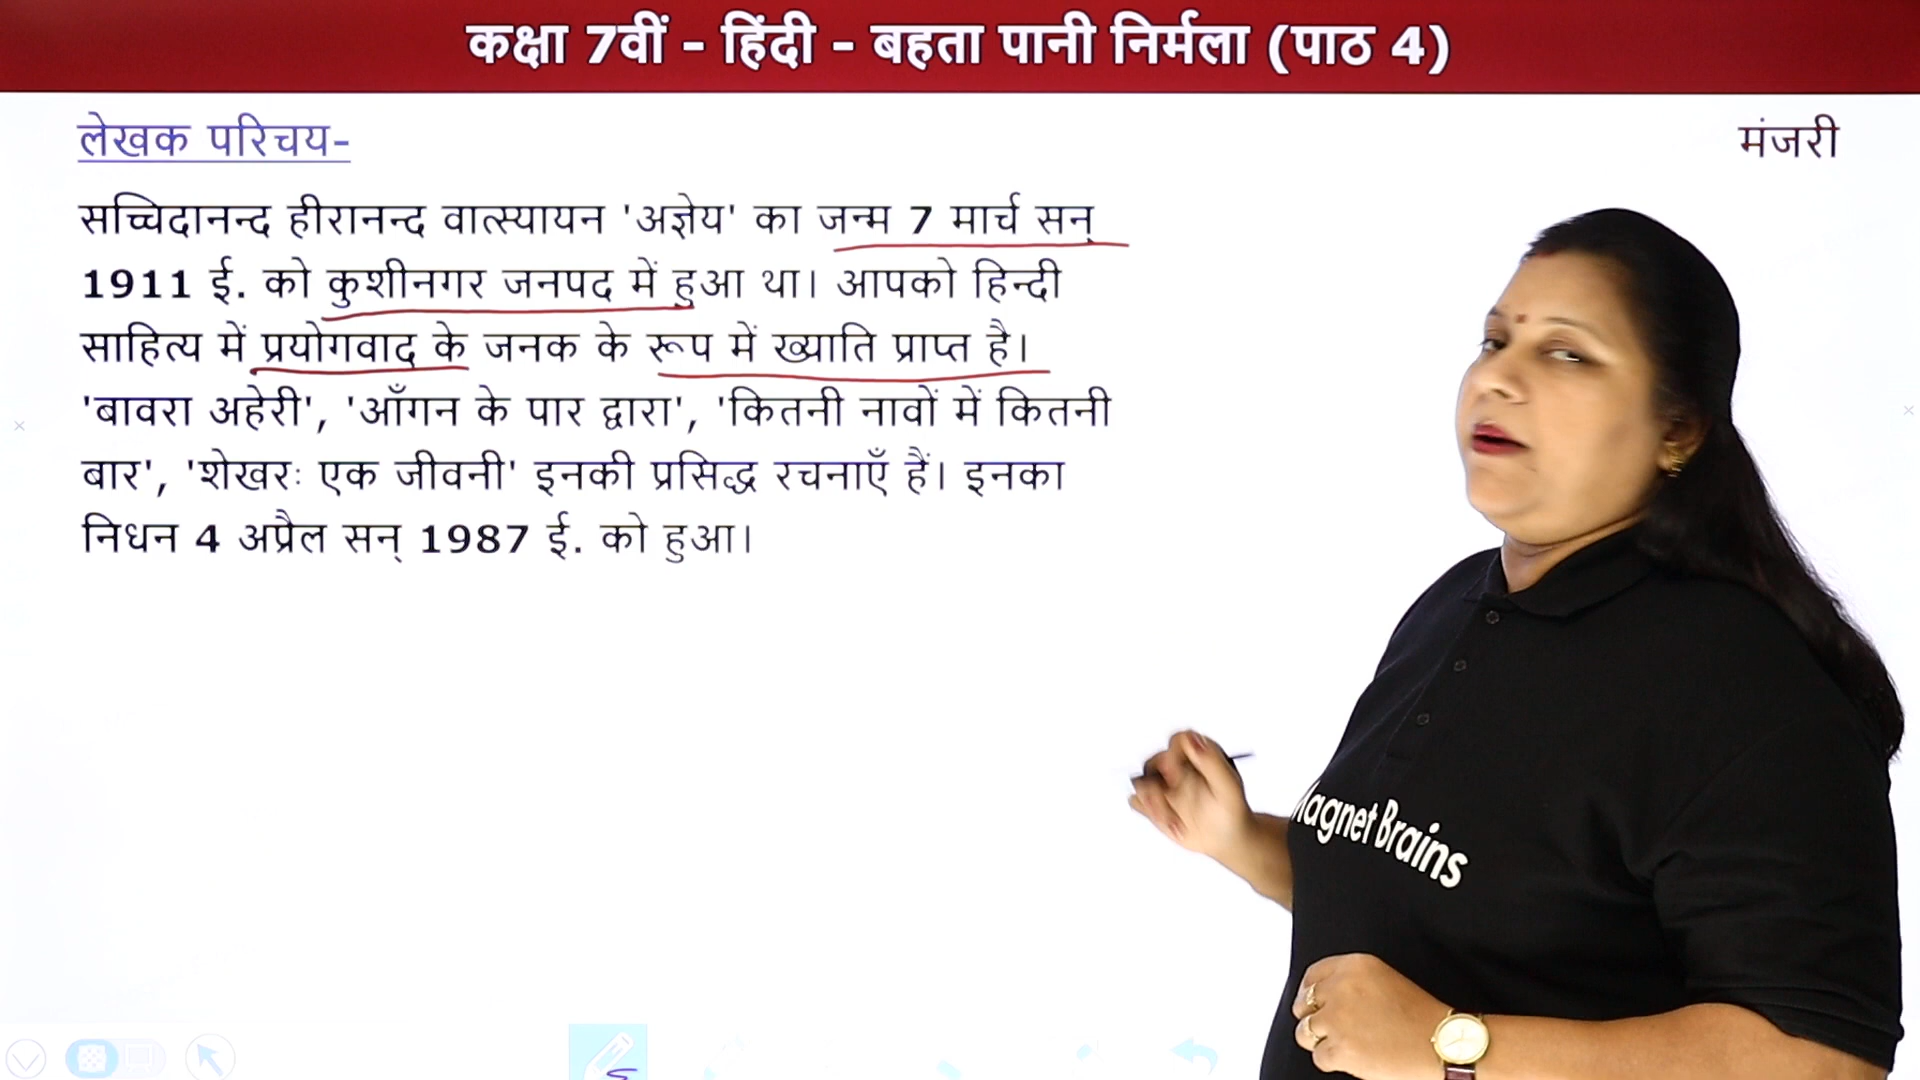 कक्षा 7वीं - हिंदी - बहता पानी निर्मला (पाठ 4)
लेखक परिचय-
मंजरी
सच्चिदानन्द हीरानन्द वात्स्यायन 'अज्ञेय' का जन्म 7 मार्च सन्
1911 ई. को कुशीनगर जनपद में हुआ था। आपको हिन्दी
साहित्य में प्रयोगवाद के जनक के रूप में ख्याति प्राप्त है।
'बावरा अहेरी', 'आँगन के पार द्वारा', 'कितनी नावों में कितनी
बार', 'शेखरः एक जीवनी' इनकी प्रसिद्ध रचनाएँ हैं। इनका
निधन 4 अप्रैल सन् 1987 ई. को हुआ।
Magnet Brains